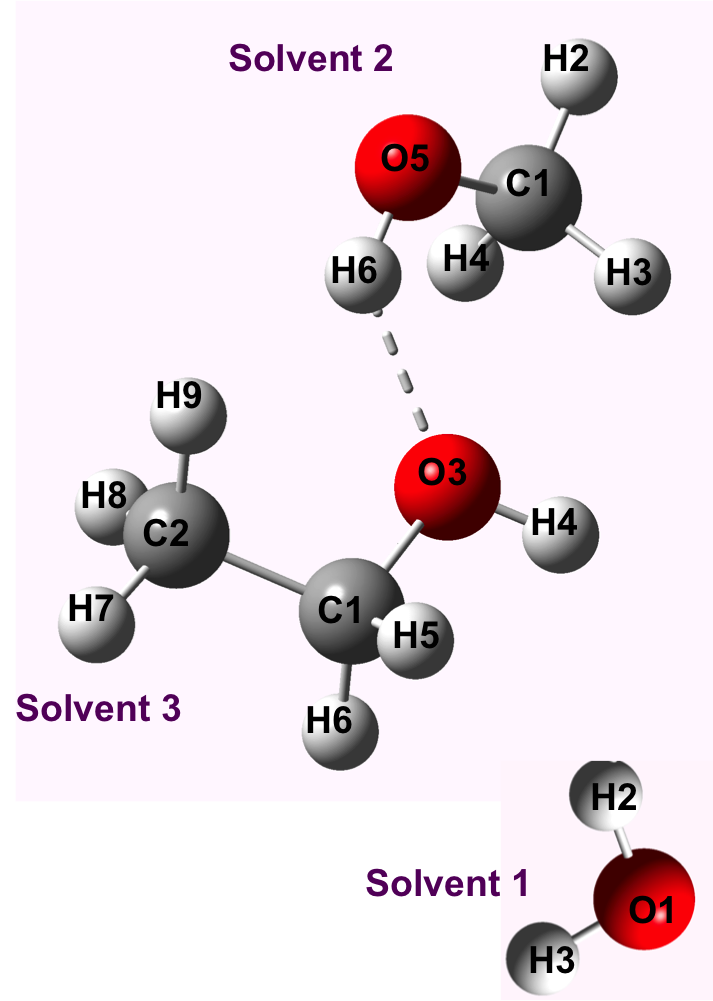 Solvent 2
H2
O5
C1
H6
H4
H3
H9
O3
H8
C2
H4
H7
C1
H5
Solvent 3
H6
H2
Solvent 1
O1
H3